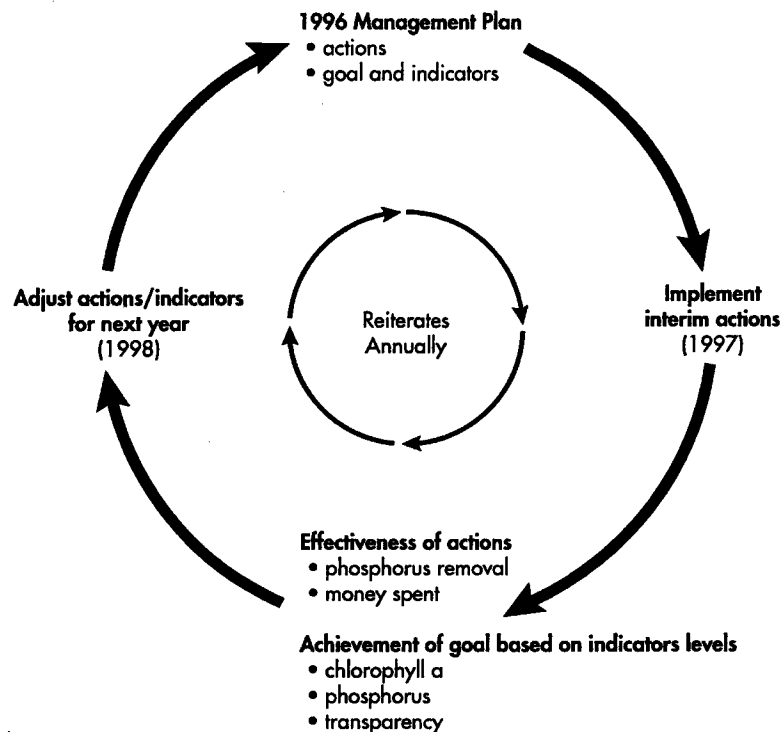 1996 Management Plan
• actions
• goal and indicators
Implement
interim actions
(1997)
Effectiveness of actions
• phosphorus removal
• money spent
Achievement of goal based on indicators levels
• chlorophyll a
• phosphorus
• transparency
Adjust actions/indicators
for next year
(1998)
Reiterates
Annually